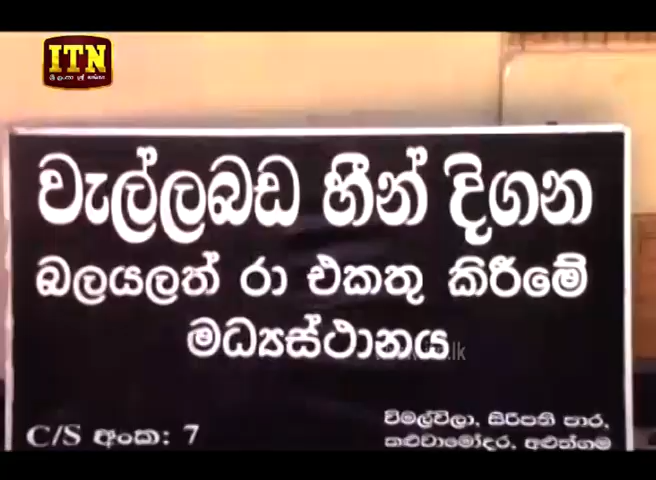 ITN
වැල්ලබඩ හීන් දිගන
බලයලත් රා එකතු කිරීමේ
මධ්‍යස්ථානය
C/S අංක: 7
විමල්විලා, සිරිපති පාර,
කළුවාමෝදර, අළුත්ගම